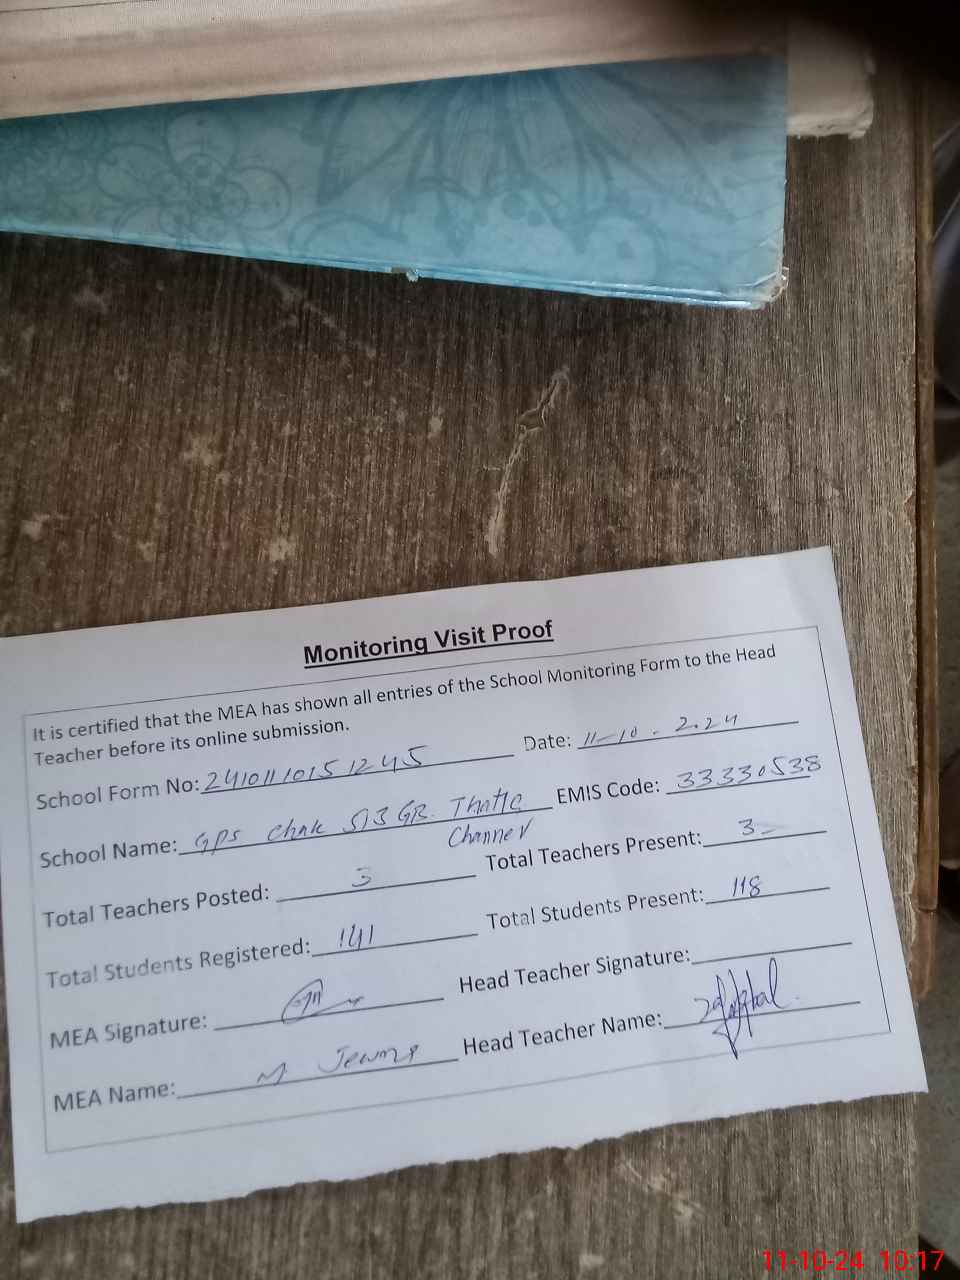 Monitoring Visit Proof
It is certified that the MEA has shown all entries of the School Monitoring Form to the Head
Teacher before its online submission.
School Form No: 2410111015 1245 Date: 11-10-2024
School Name: GPS Chak 513 GB. Thatta EMIS Code: 33330538
Channer
Total Teachers Posted: 3 Total Teachers Present: 3
Total Students Registered: 141 Total Students Present: 118
MEA Signature: Head Teacher Signature:
MEA Name: M Head Teacher Name:
11-10-24 10:17